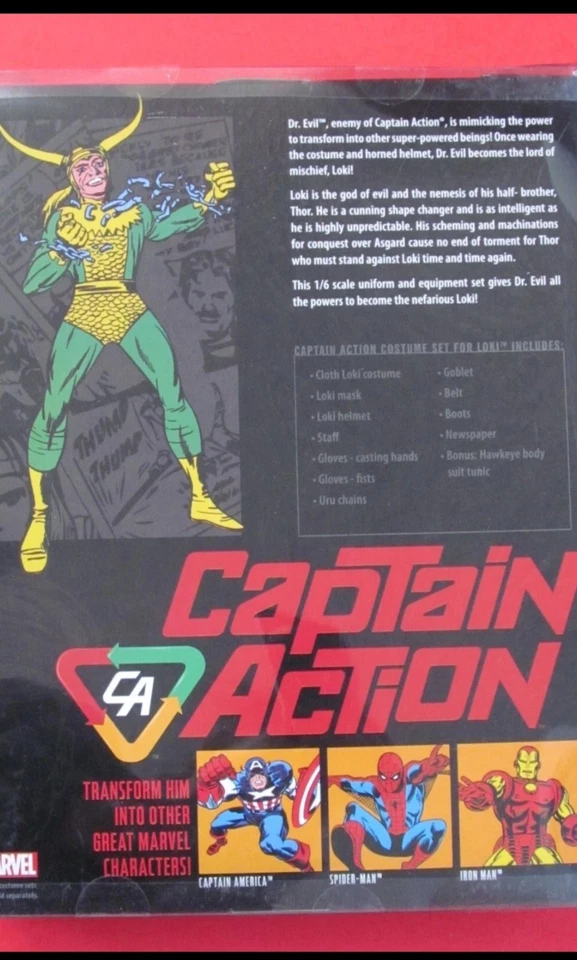 Dr. Evil™, enemy of Captain Action®, is mimicking the power
to transform into other super-powered beings! Once wearing
the costume and horned helmet, Dr. Evil becomes the lord of
mischief, Loki!
Loki is the god of evil and the nemesis of his half- brother,
Thor. He is a cunning shape changer and is as intelligent as
he is highly unpredictable. His scheming and machinations
for conquest over Asgard cause no end of torment for Thor
who must stand against Loki time and time again.
This 1/6 scale uniform and equipment set gives Dr. Evil all
the powers to become the nefarious Loki!
CAPTAIN ACTION COSTUME SET FOR LOKI™ INCLUDES:
• Cloth Loki costume
• Loki mask
• Loki helmet
• Staff
• Gloves - casting hands
• Gloves - fists
• Uru chains
• Goblet
• Belt
• Boots
• Newspaper
• Bonus: Hawkeye body
suit tunic
THUMP
THUMP
CAPTAIN
ACTION™
CA
TRANSFORM HIM
INTO OTHER
GREAT MARVEL
CHARACTERS!
CAPTAIN AMERICA™
SPIDER-MAN™
IRON MAN™
ARVEL
costume sets
d separately.